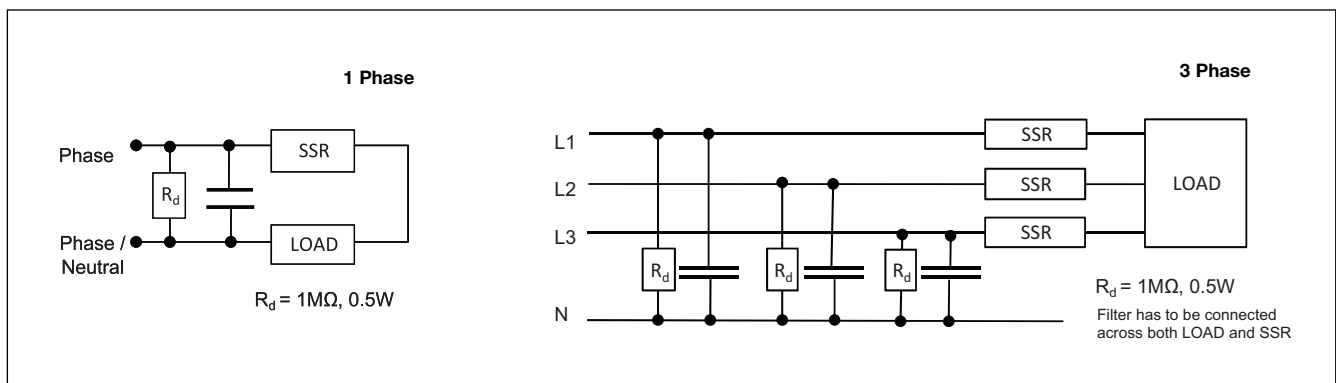 1 Phase
Phase
SSR
Rd
Phase /
Neutral
LOAD
Rd = 1MΩ, 0.5W
3 Phase
L1
SSR
L2
SSR
LOAD
L3
SSR
Rd
Rd
Rd
N
Rd = 1MΩ, 0.5W
Filter has to be connected
across both LOAD and SSR